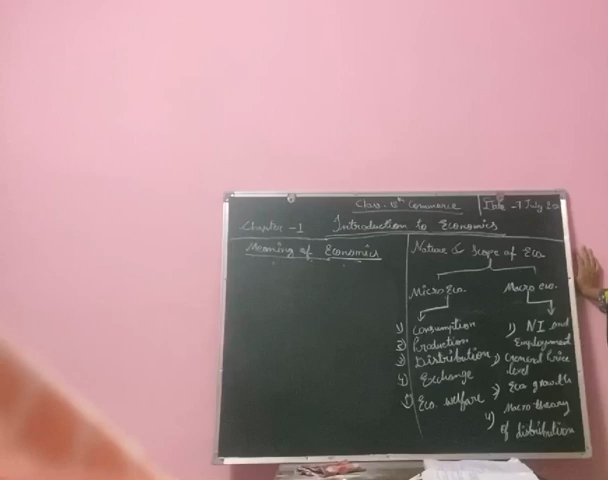 Class. 11th Commerce
Date - 7 July 20
Chapter - I Introduction to Economics
Meaning of Economics
Nature & Scope of Eco.
Micro Eco.
1) Consumption
2) Production
3) Distribution
4) Exchange
5) Eco. welfare
Macro eco.
1) NI and
Employment
2) General Price
level
3) Eco growth
4) Macro theory
of distribution